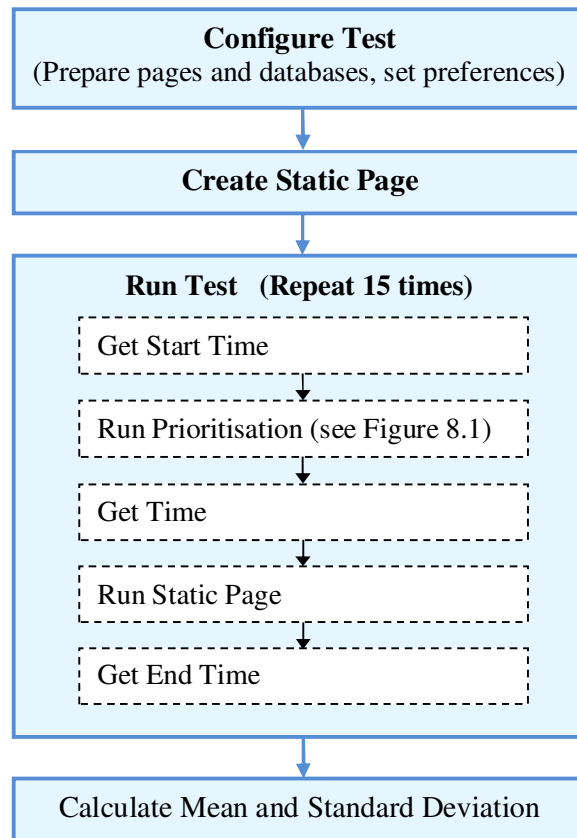 Configure Test
(Prepare pages and databases, set preferences)
Create Static Page
Run Test (Repeat 15 times)
Get Start Time
Run Prioritisation (see Figure 8.1)
Get Time
Run Static Page
Get End Time
Calculate Mean and Standard Deviation